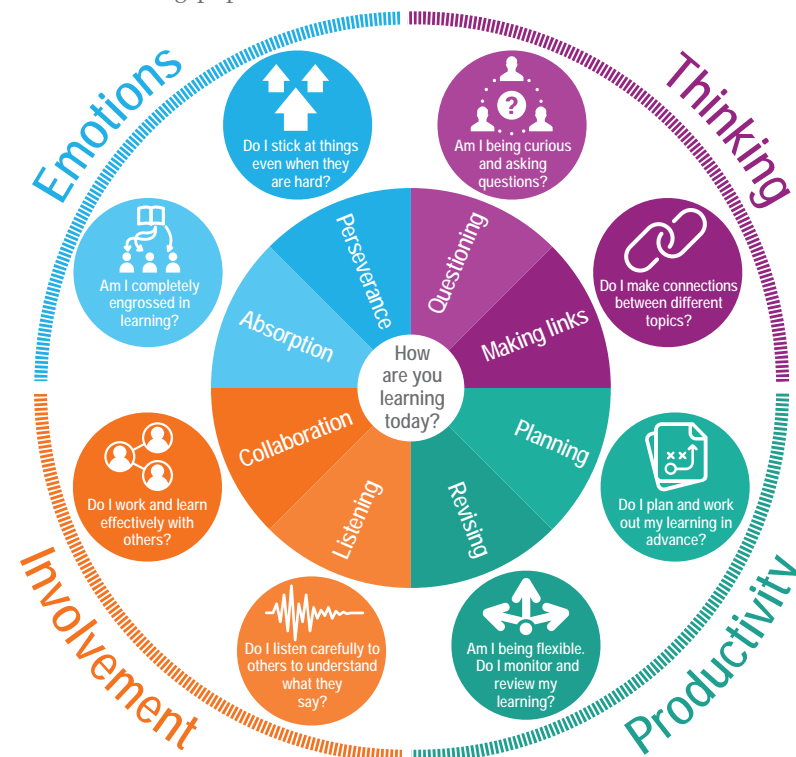 Emotions
Thinking
Do I stick at things
even when they
are hard?
?
Am I being curious
and asking
questions?
Am I completely
engrossed in
learning?
Do I make connections
between different
topics?
Perseverance
Questioning
Absorption
Making links
How
are you
learning
today?
Collaboration
Planning
Listening
Revising
Do I work and learn
effectively with
others?
Do I plan and work
out my learning in
advance?
Do I listen carefully to
others to understand
what they
say?
Am I being flexible.
Do I monitor and
review my
learning?
Involvement
Productivity